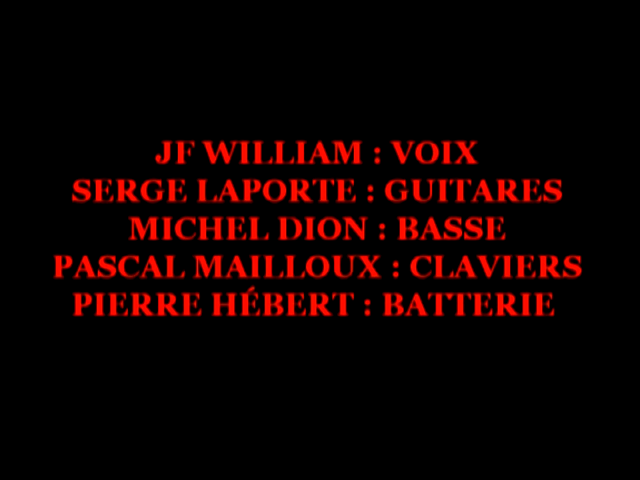 JF WILLIAM : VOIX
SERGE LAPORTE : GUITARES
MICHEL DION : BASSE
PASCAL MAILLOUX : CLAVIERS
PIERRE HÉBERT : BATTERIE